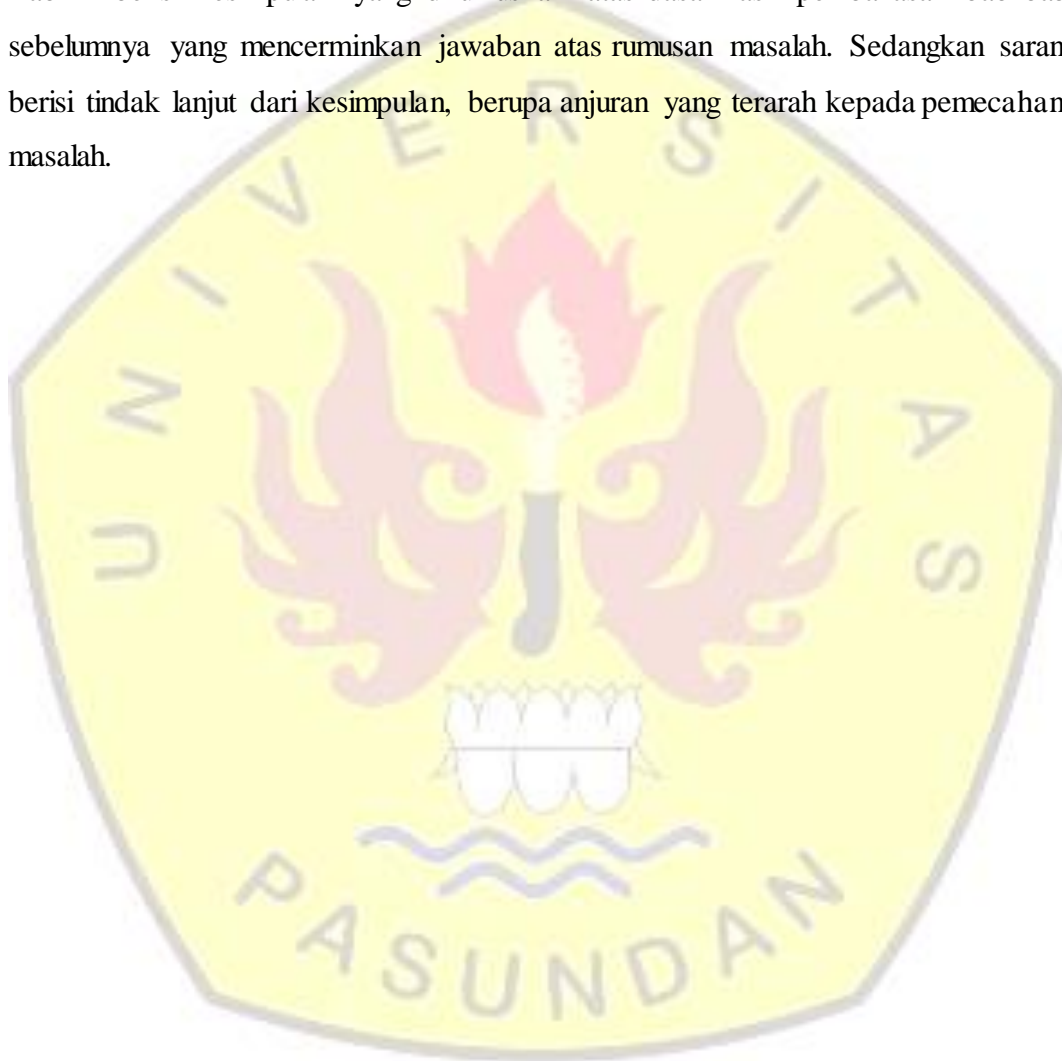 sebelumnya yang mencerminkan jawaban atas rumusan masalah. Sedangkan saran
berisi tindak lanjut dari kesimpulan, berupa anjuran yang terarah kepada pemecahan
masalah.
UNIVERSITAS
PASUNDAN